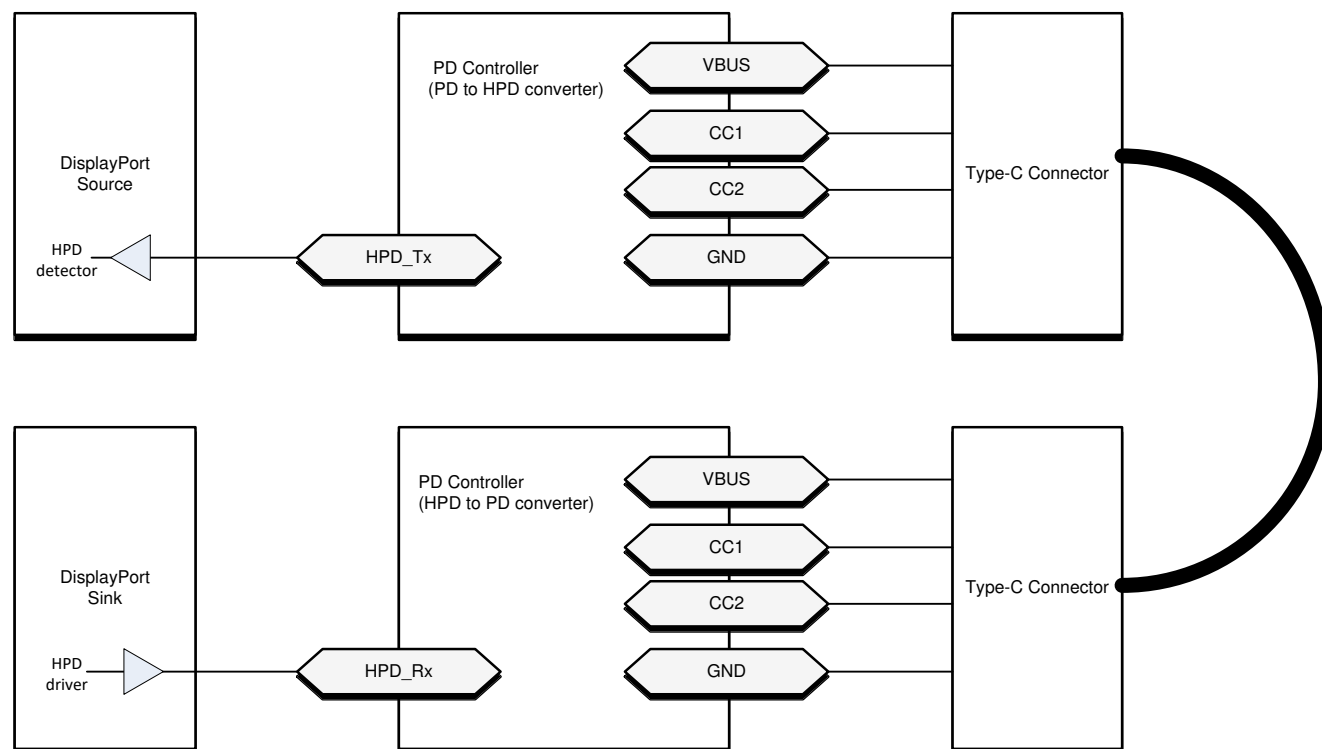 PD Controller
(PD to HPD converter)
VBUS
CC1
CC2
GND
DisplayPort
Source
HPD
detector
HPD_Tx
Type-C Connector
PD Controller
(HPD to PD converter)
VBUS
CC1
CC2
GND
DisplayPort
Sink
HPD
driver
HPD_Rx
Type-C Connector